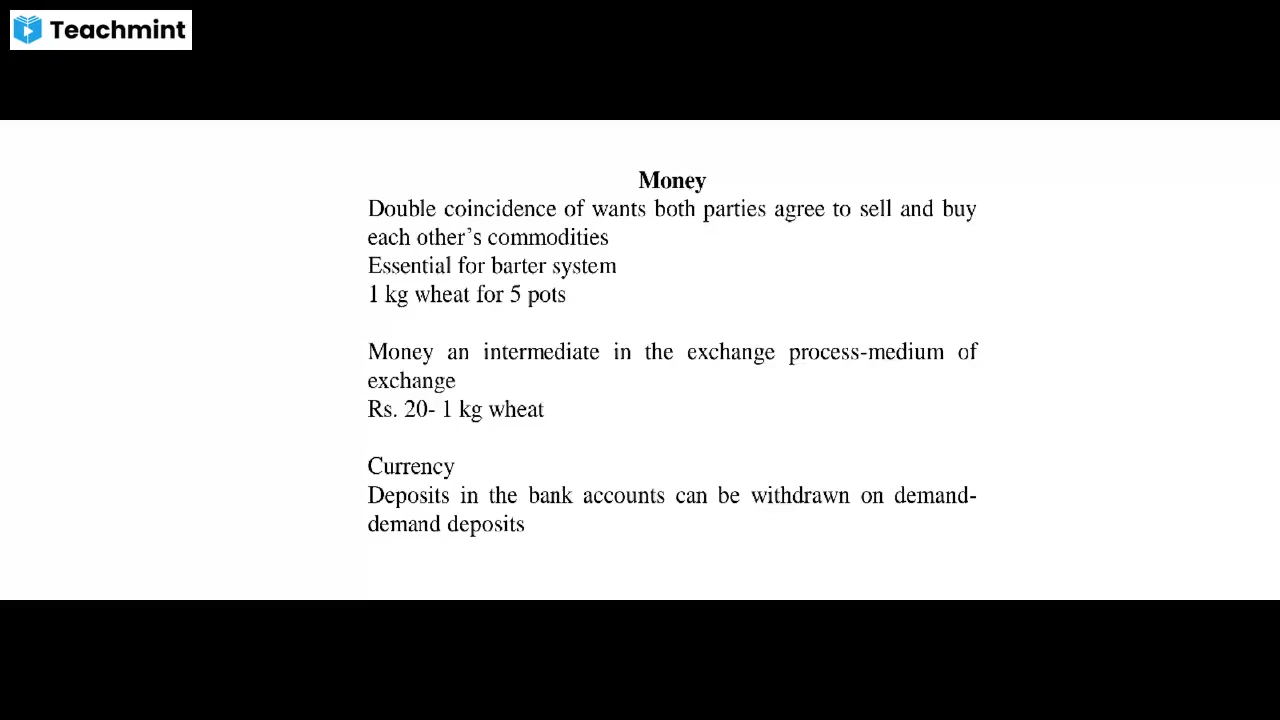 Teachmint
Money
Double coincidence of wants both parties agree to sell and buy
each other’s commodities
Essential for barter system
1 kg wheat for 5 pots
Money an intermediate in the exchange process-medium of
exchange
Rs. 20- 1 kg wheat
Currency
Deposits in the bank accounts can be withdrawn on demand-
demand deposits